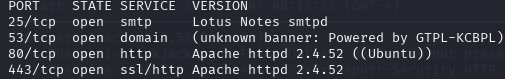 PORT STATE SERVICE VERSION
25/tcp open smtp Lotus Notes smtpd
53/tcp open domain (unknown banner: Powered by GTPL-KCBPL)
80/tcp open http Apache httpd 2.4.52 ((Ubuntu))
443/tcp open ssl/http Apache httpd 2.4.52